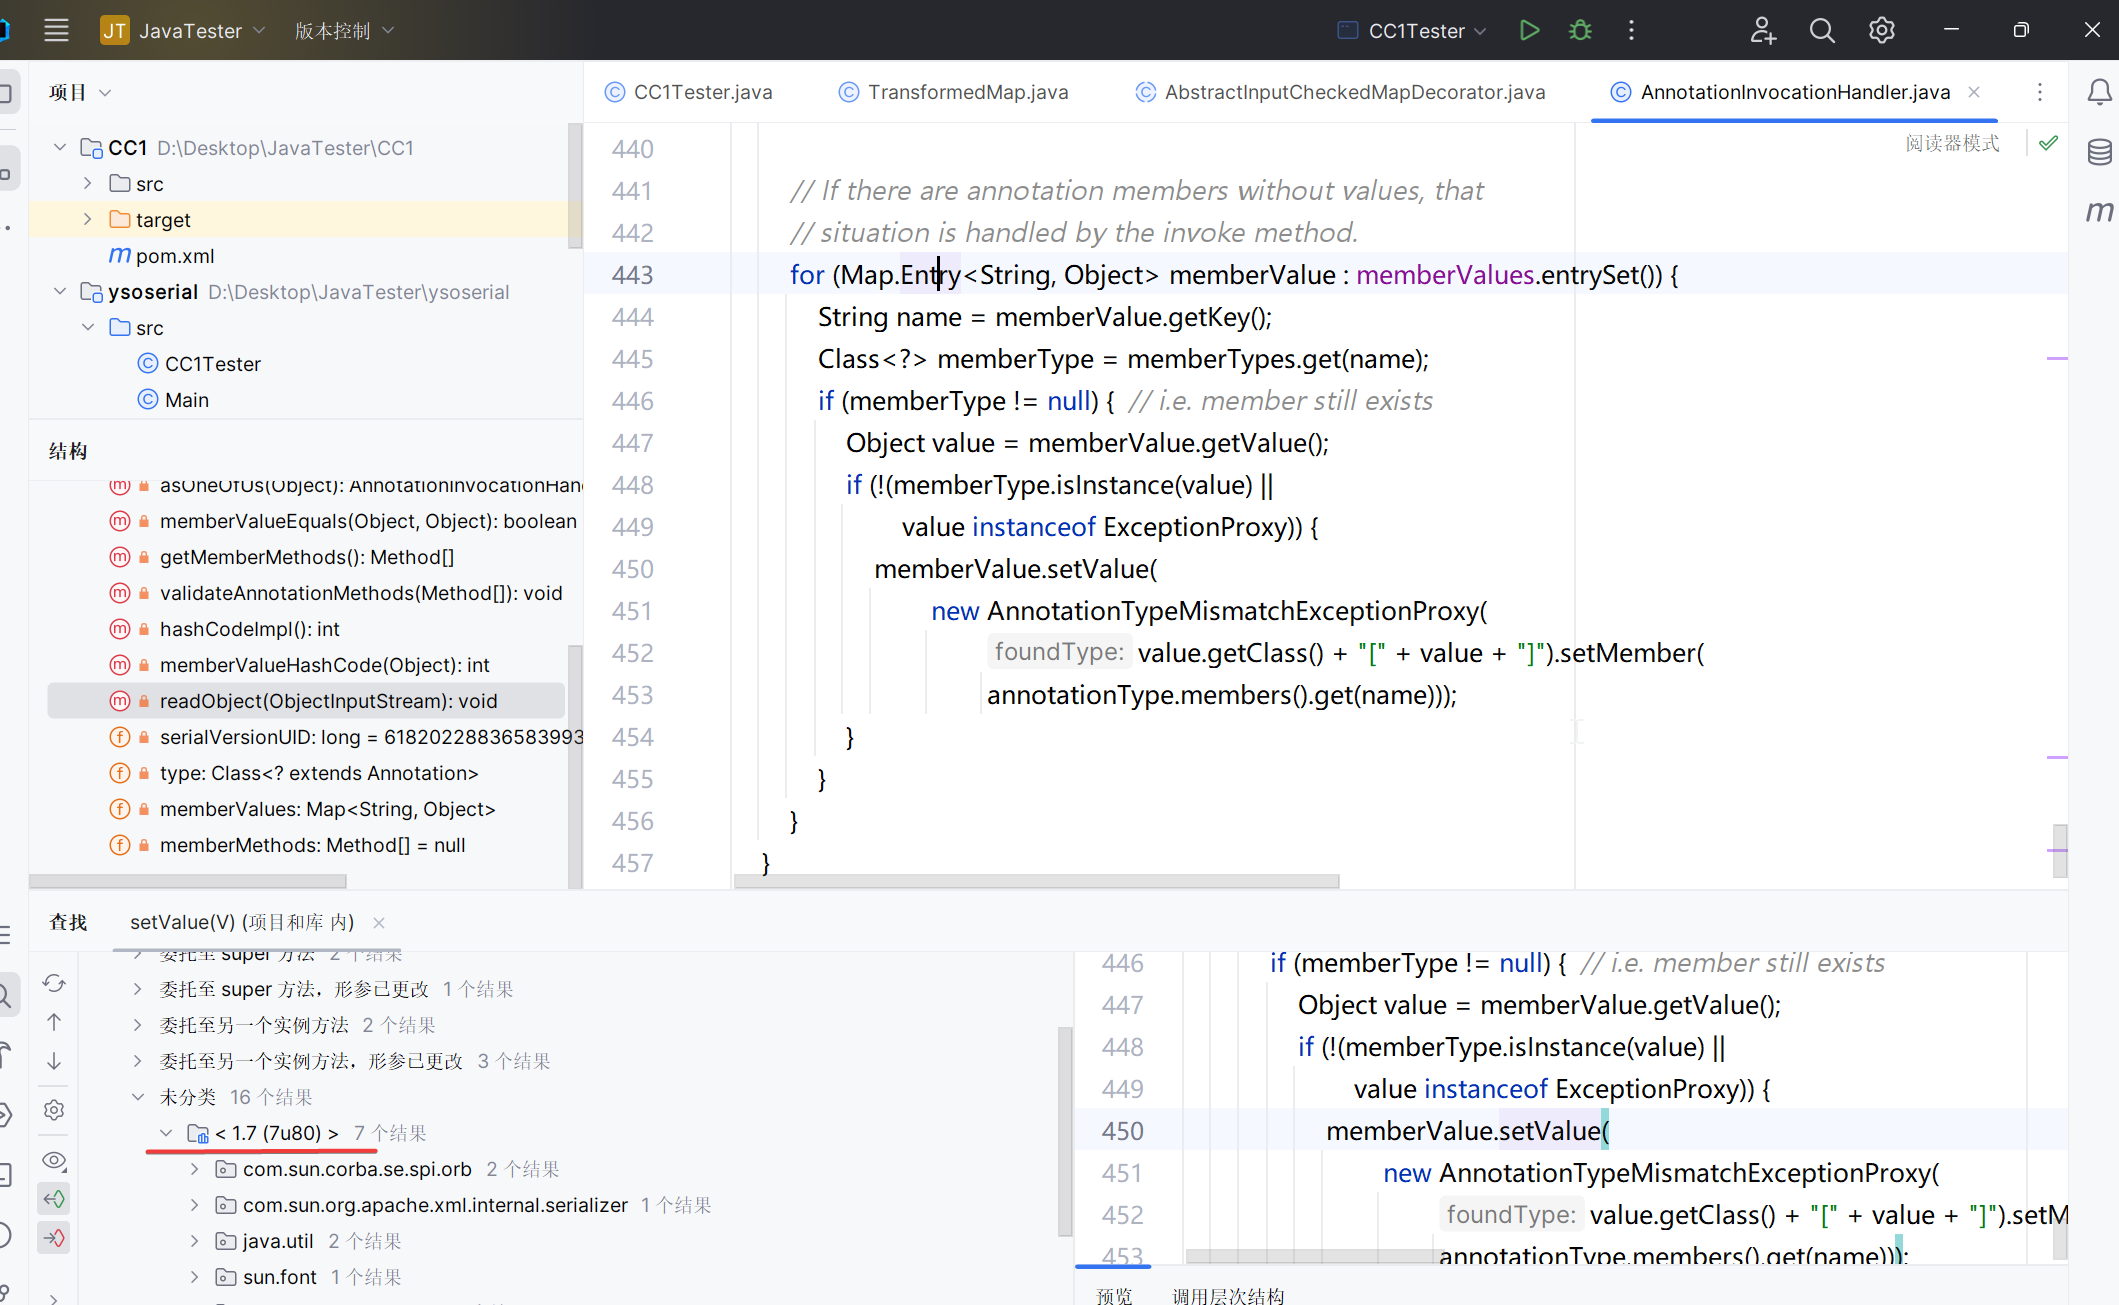 JT JavaTester 版本控制 CC1Tester
项目
CC1 D:\Desktop\JavaTester\CC1
src
target
pom.xml
ysoserial D:\Desktop\JavaTester\ysoserial
src
CC1Tester
Main
结构
asOneOfUs(Object): AnnotationInvocationHan
memberValueEquals(Object, Object): boolean
getMemberMethods(): Method[]
validateAnnotationMethods(Method[]): void
hashCodeImpl(): int
memberValueHashCode(Object): int
readObject(ObjectInputStream): void
serialVersionUID: long = 61820228836583993
type: Class<? extends Annotation>
memberValues: Map<String, Object>
memberMethods: Method[] = null
CC1Tester.java TransformedMap.java AbstractInputCheckedMapDecorator.java AnnotationInvocationHandler.java
阅读器模式
440
441 // If there are annotation members without values, that
442 // situation is handled by the invoke method.
443 for (Map.Entry<String, Object> memberValue : memberValues.entrySet()) {
444 String name = memberValue.getKey();
445 Class<?> memberType = memberTypes.get(name);
446 if (memberType != null) { // i.e. member still exists
447 Object value = memberValue.getValue();
448 if (!(memberType.isInstance(value) ||
449 value instanceof ExceptionProxy)) {
450 memberValue.setValue(
451 new AnnotationTypeMismatchExceptionProxy(
452 foundType: value.getClass() + "[" + value + "]").setMember(
453 annotationType.members().get(name)));
454 }
455 }
456 }
457 }
m
查找 setValue(V) (项目和库 内)
委托至 super 方法 2 个结果
委托至 super 方法，形参已更改 1 个结果
委托至另一个实例方法 2 个结果
委托至另一个实例方法，形参已更改 3 个结果
未分类 16 个结果
< 1.7 (7u80) > 7 个结果
com.sun.corba.se.spi.orb 2 个结果
com.sun.org.apache.xml.internal.serializer 1 个结果
java.util 2 个结果
sun.font 1 个结果
446 if (memberType != null) { // i.e. member still exists
447 Object value = memberValue.getValue();
448 if (!(memberType.isInstance(value) ||
449 value instanceof ExceptionProxy)) {
450 memberValue.setValue(
451 new AnnotationTypeMismatchExceptionProxy(
452 foundType: value.getClass() + "[" + value + "]").setM
453 annotationType.members().get(name)));
预览 调用层次结构